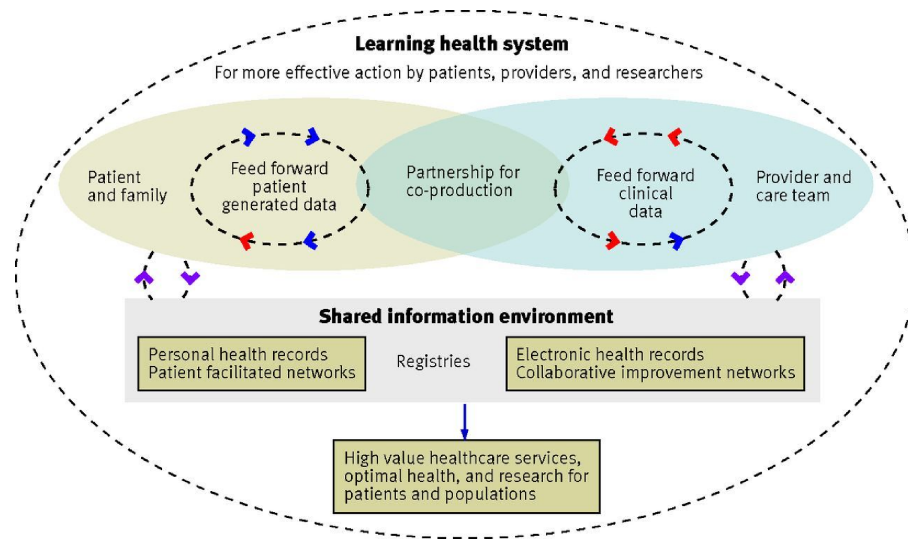 Learning health system
For more effective action by patients, providers, and researchers
Patient
and family
Feed forward
patient
generated data
Partnership for
co-production
Feed forward
clinical
data
Provider and
care team
Shared information environment
Personal health records
Patient facilitated networks
Registries
Electronic health records
Collaborative improvement networks
High value healthcare services,
optimal health, and research for
patients and populations